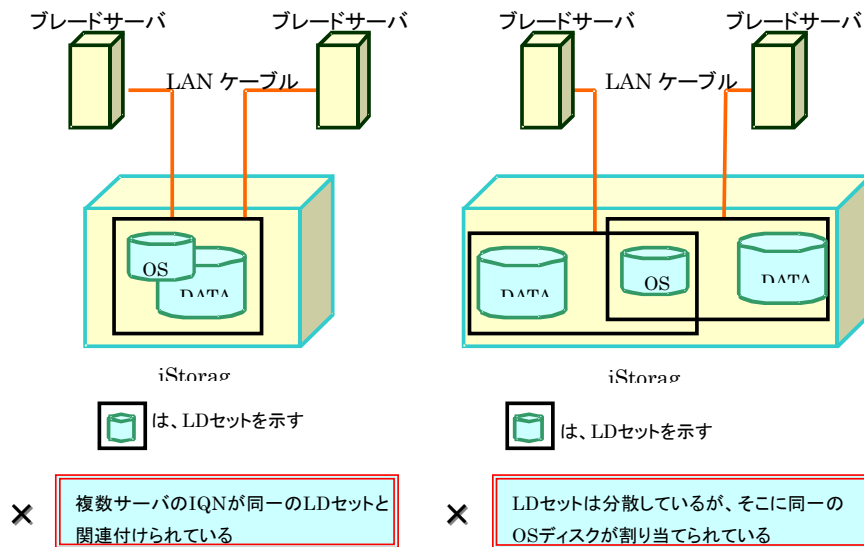 ブレードサーバ
ブレードサーバ
LAN ケーブル
OS
DATA
iStorag
は、LDセットを示す
×
複数サーバのIQNが同一のLDセットと
関連付けられている
ブレードサーバ
ブレードサーバ
LAN ケーブル
DATA
OS
DATA
iStorag
は、LDセットを示す
×
LDセットは分散しているが、そこに同一の
OSディスクが割り当てられている